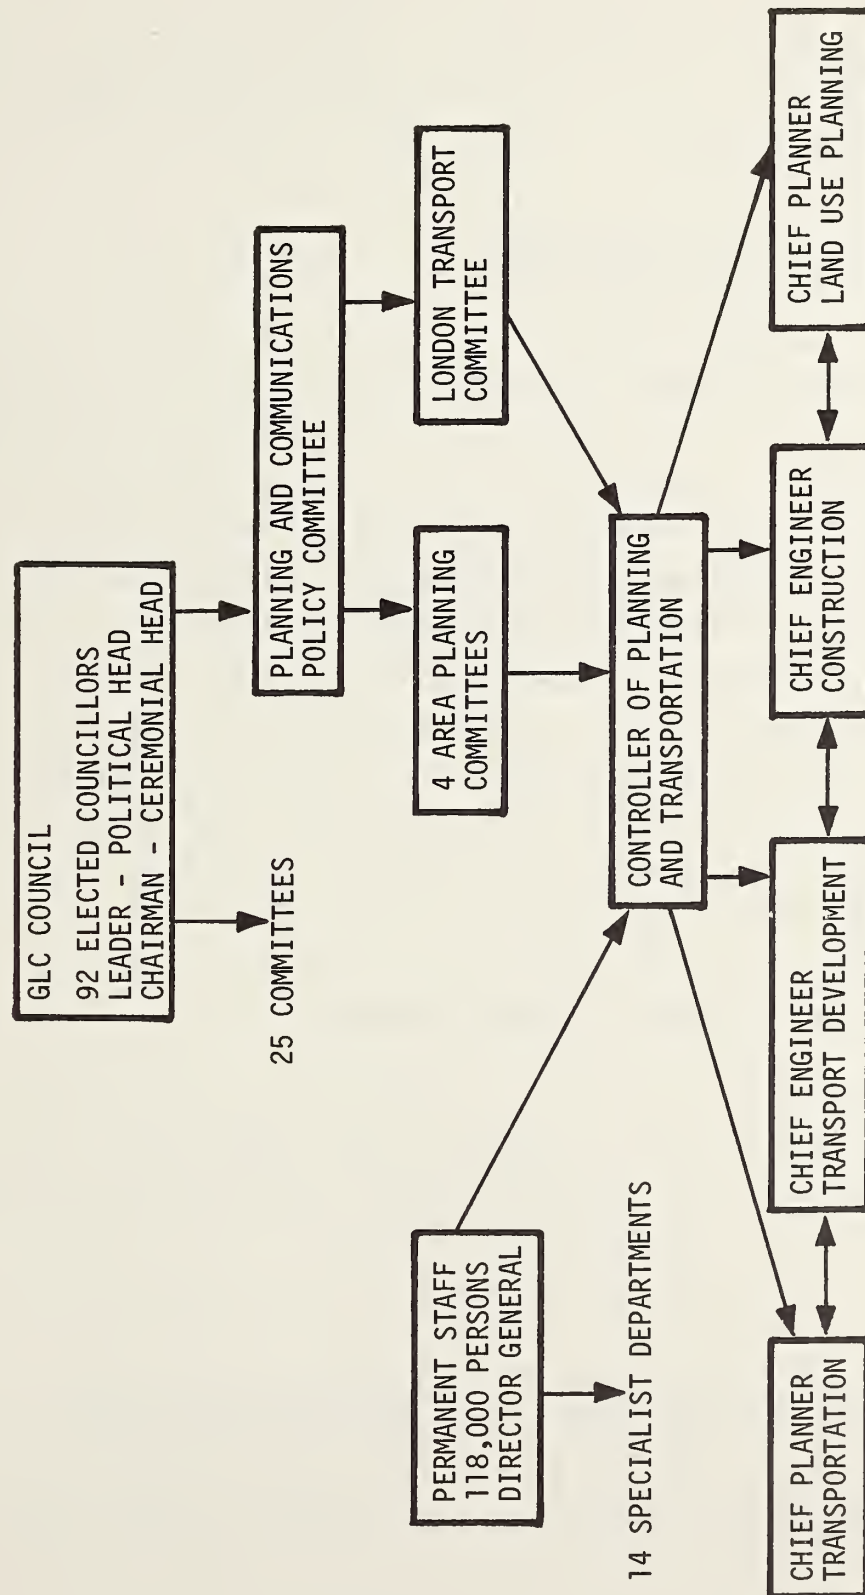 GLC COUNCIL
92 ELECTED COUNCILLORS
LEADER - POLITICAL HEAD
CHAIRMAN - CEREMONIAL HEAD
25 COMMITTEES
PLANNING AND COMMUNICATIONS
POLICY COMMITTEE
4 AREA PLANNING
COMMITTEES
LONDON TRANSPORT
COMMITTEE
PERMANENT STAFF
118,000 PERSONS
DIRECTOR GENERAL
14 SPECIALIST DEPARTMENTS
CONTROLLER OF PLANNING
AND TRANSPORTATION
CHIEF PLANNER
TRANSPORTATION
CHIEF ENGINEER
TRANSPORT DEVELOPMENT
CHIEF ENGINEER
CONSTRUCTION
CHIEF PLANNER
LAND USE PLANNING